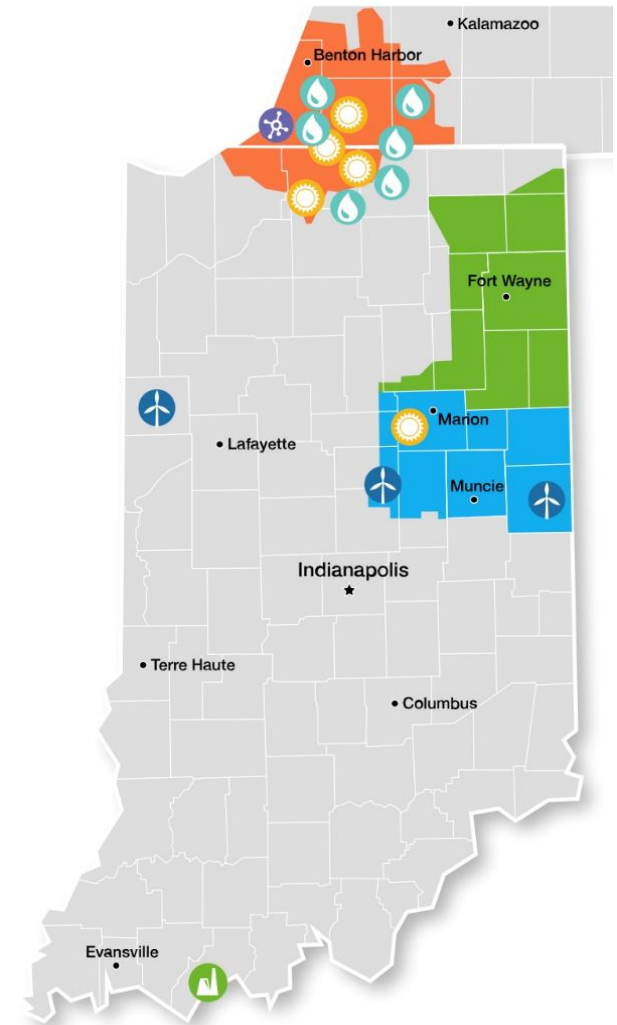 Kalamazoo
Benton Harbor
Fort Wayne
Marion
Lafayette
Muncie
Indianapolis
Terre Haute
Columbus
Evansville